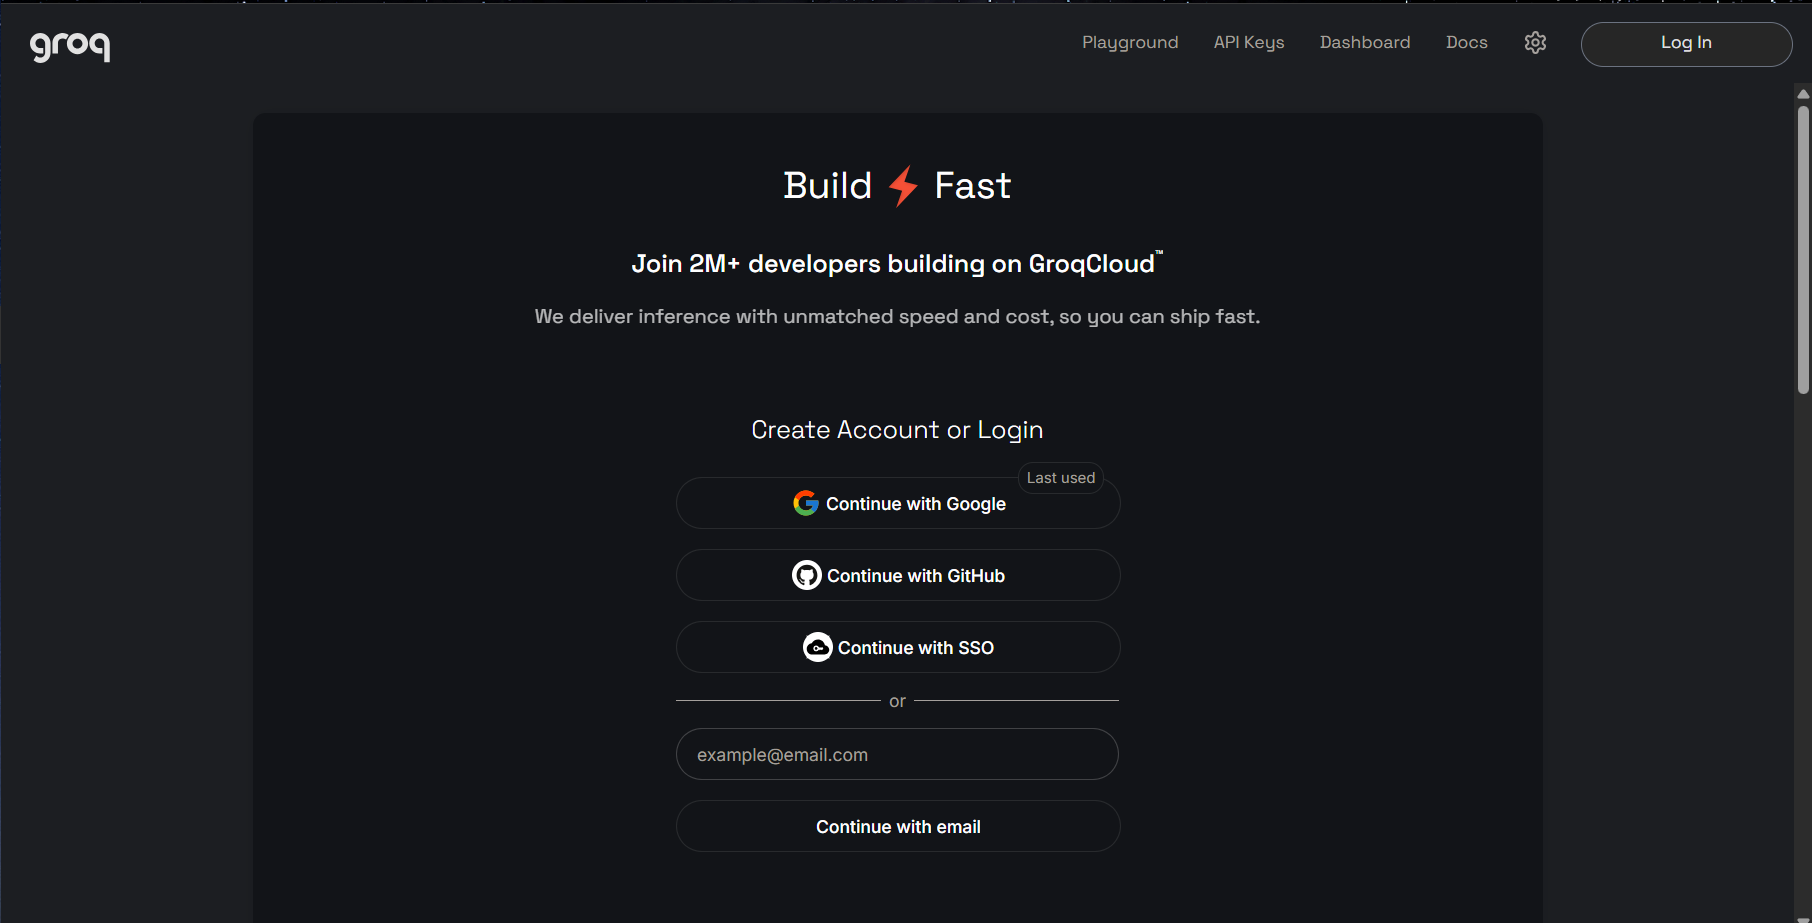 groq
Playground API Keys Dashboard Docs Log In
Build Fast
Join 2M+ developers building on GroqCloud™
We deliver inference with unmatched speed and cost, so you can ship fast.
Create Account or Login
Last used
Continue with Google
Continue with GitHub
Continue with SSO
or
example@email.com
Continue with email